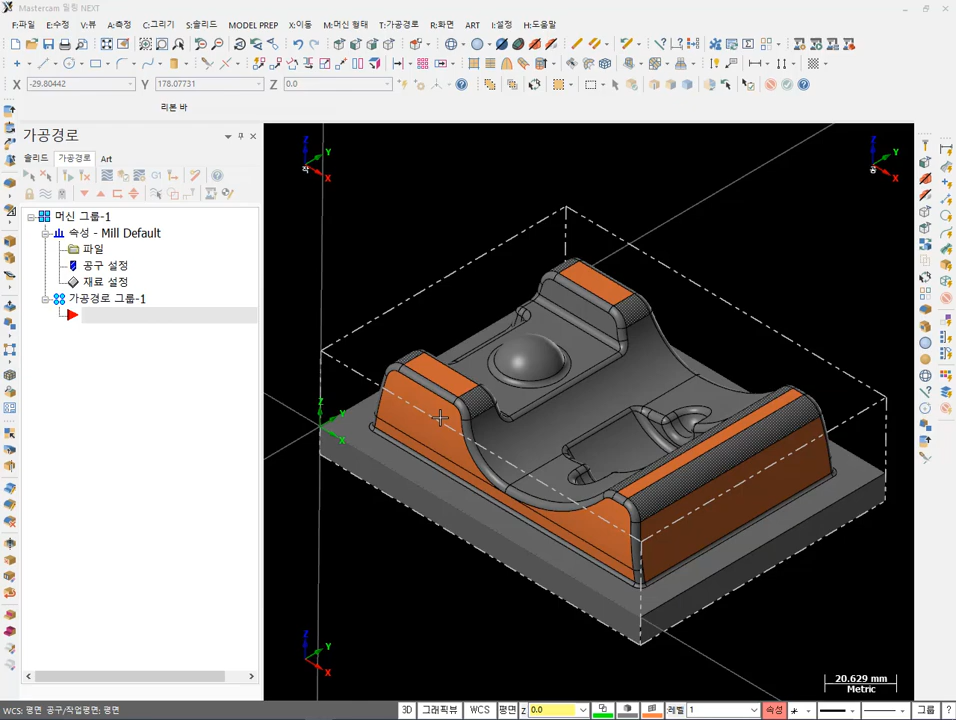 Mastercam 밀링 NEXT
F:파일 E:수정 V:뷰 A:측정 C:그리기 S:솔리드 MODEL PREP X:이동 M:머신 형태 T:가공경로 R:화면 ART I:설정 H:도움말
X -29.80442 Y 178.07731 Z 0.0
리본 바
가공경로
솔리드 가공경로 Art
G1
머신 그룹-1
속성 - Mill Default
파일
공구 설정
재료 설정
가공경로 그룹-1
Z Y X
Z Y X
Z Y X
Z Y X
20.629 mm
Metric
WCS: 평면 공구/작업평면: 평면
3D 그래픽뷰 WCS 평면 Z 0.0 레벨 1 속성 그룹 ?